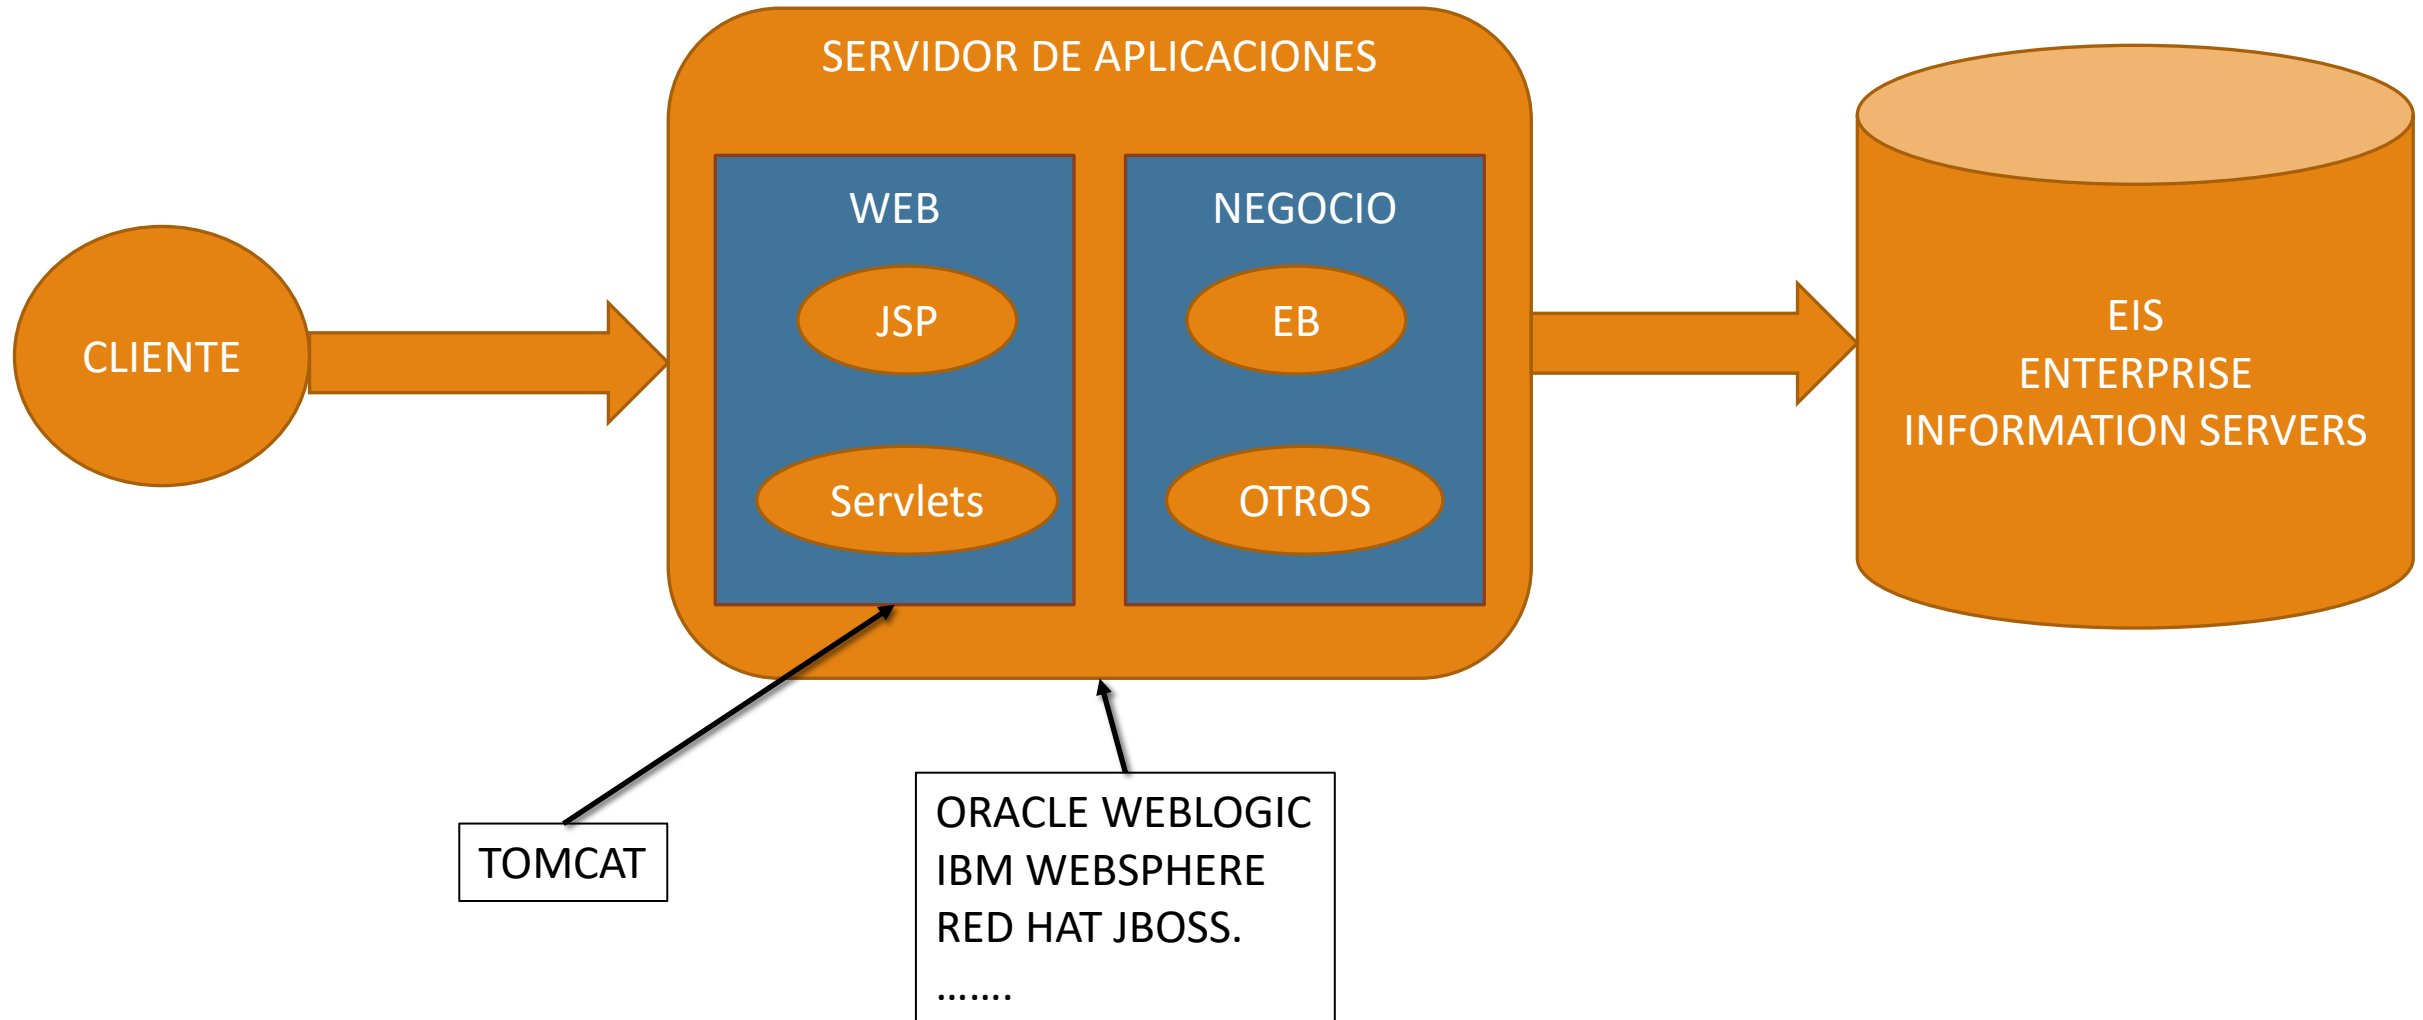 SERVIDOR DE APLICACIONES
WEB
NEGOCIO
JSP
EB
CLIENTE
Servlets
OTROS
EIS
ENTERPRISE
INFORMATION SERVERS
TOMCAT
ORACLE WEBLOGIC
IBM WEBSPHERE
RED HAT JBOSS.
.......